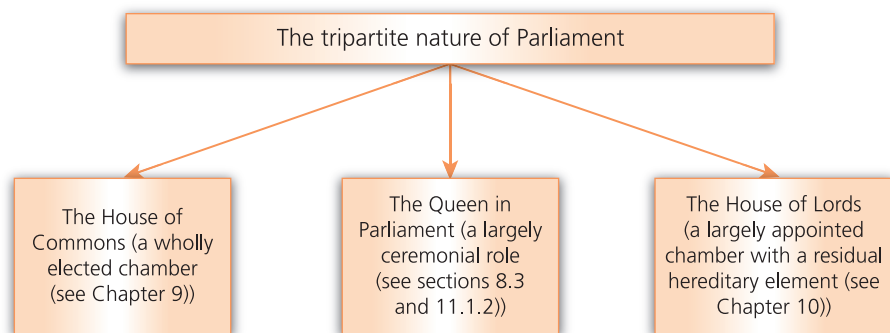 The tripartite nature of Parliament
The House of
Commons (a wholly
elected chamber
(see Chapter 9))
The Queen in
Parliament (a largely
ceremonial role
(see sections 8.3
and 11.1.2))
The House of Lords
(a largely appointed
chamber with a residual
hereditary element (see
Chapter 10))